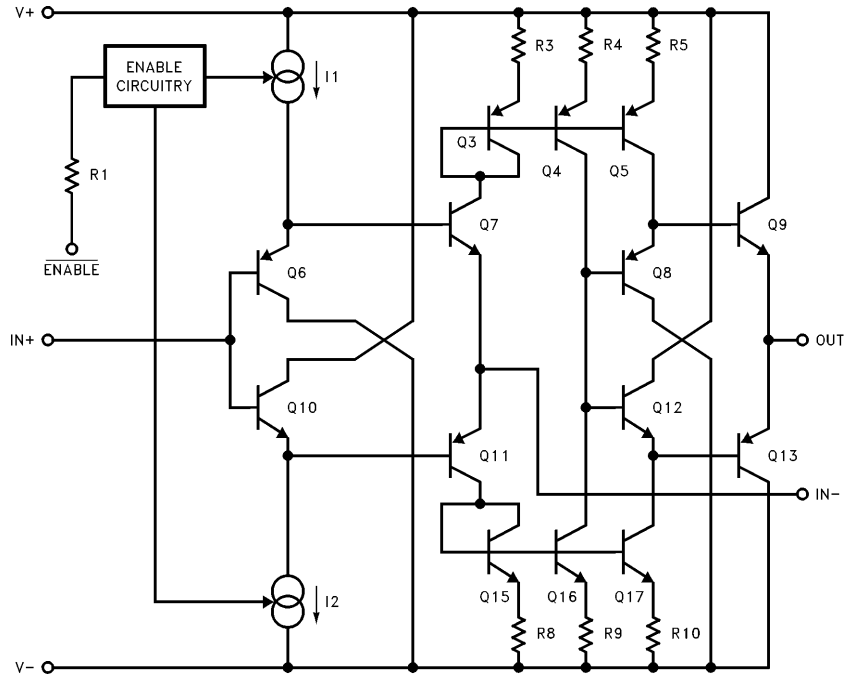 V+
R3
R4
R5
ENABLE
CIRCUITRY
I1
Q3
Q4
Q5
R1
Q7
Q9
ENABLE
Q6
Q8
IN+
OUT
Q10
Q12
Q11
Q13
IN-
Q15
Q16
Q17
I2
R8
R9
R10
V-